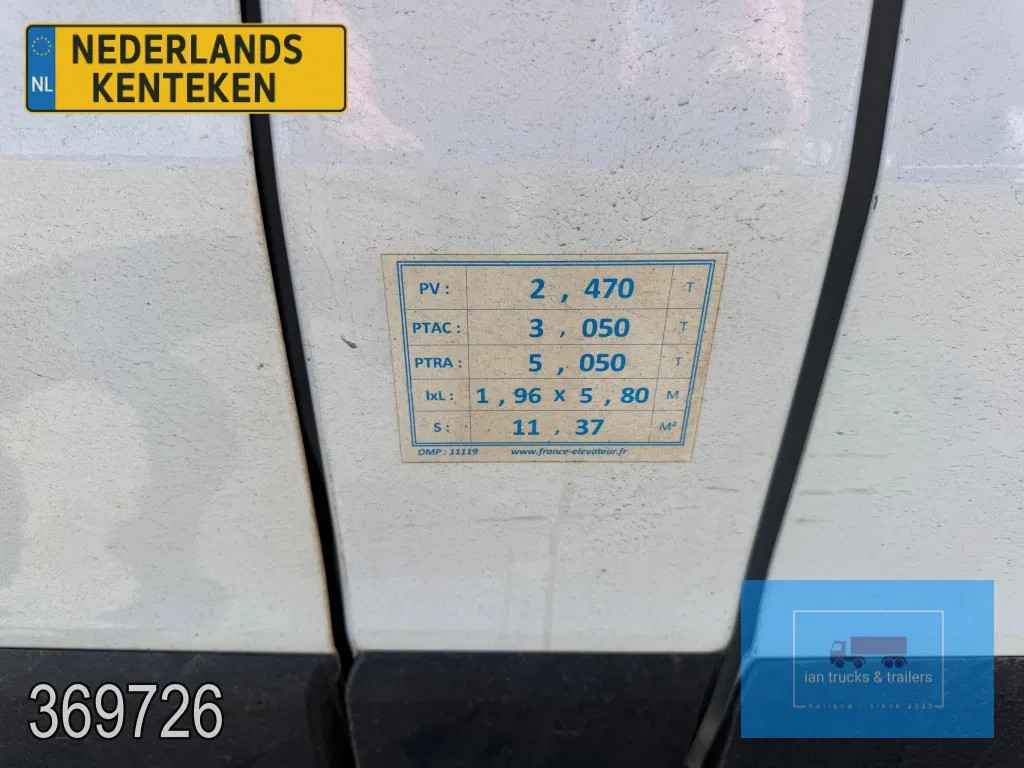 NL NEDERLANDS
KENTEKEN
PV : 2 , 470 T
PTAC : 3 , 050 T
PTRA : 5 , 050 T
lxL : 1 , 96 x 5 , 80 M
S : 11 , 37 M²
DMP : 11119 www.france-elevateur.fr
ian trucks & trailers
369726